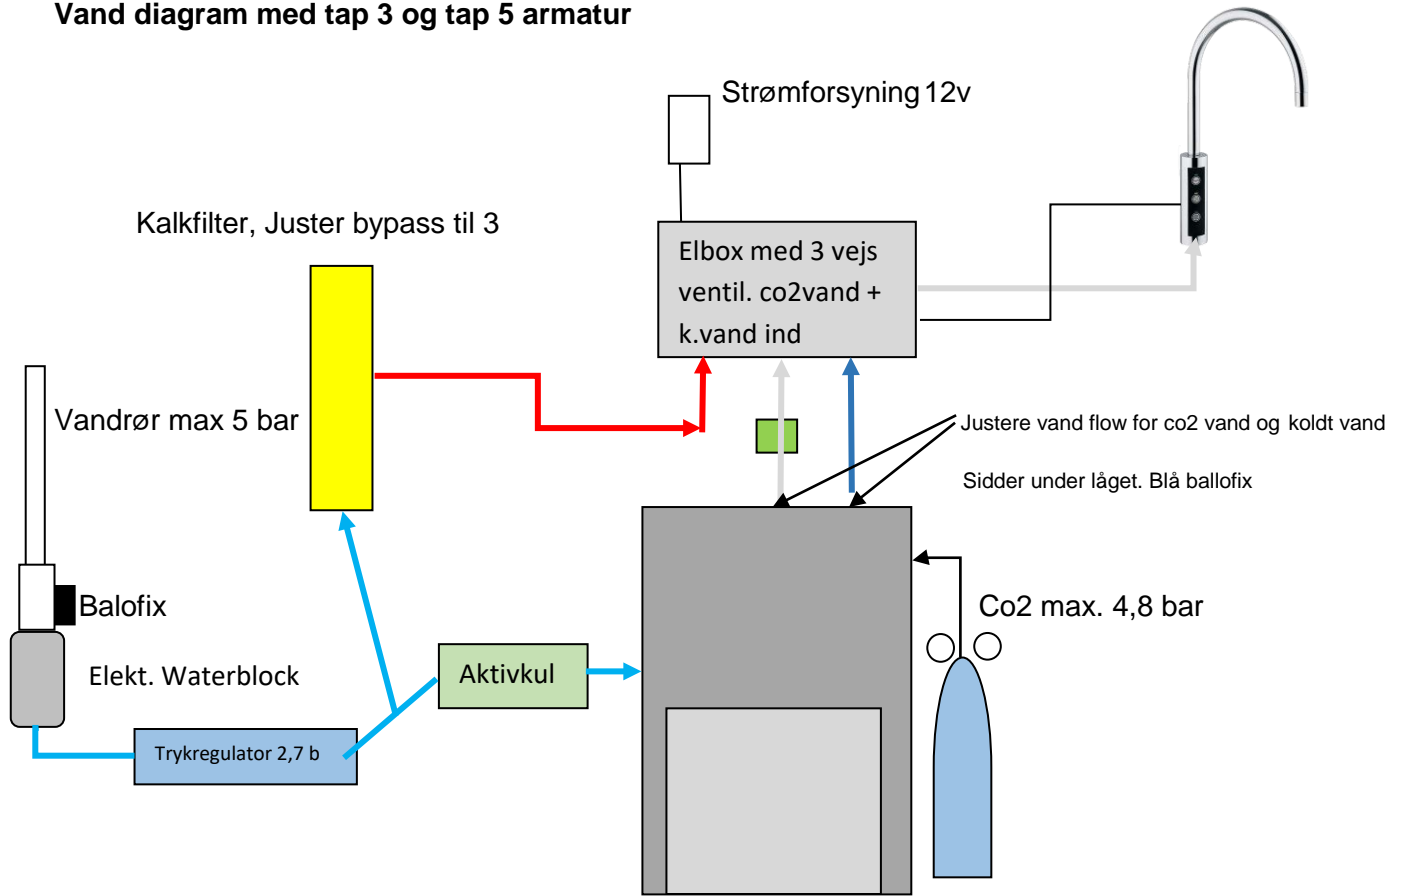 Vand diagram med tap 3 og tap 5 armatur
Strømforsyning 12v
Kalkfilter, Juster bypass til 3
Elbox med 3 vejs
ventil. co2vand +
k.vand ind
Vandrør max 5 bar
Justere vand flow for co2 vand og koldt vand
Sidder under låget. Blå ballofix
Balofix
Co2 max. 4,8 bar
Elekt. Waterblock
Aktivkul
Trykregulator 2,7 b